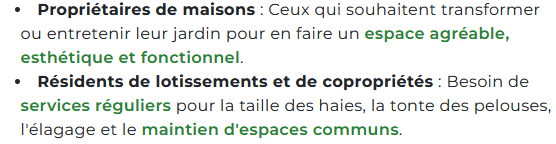 • Propriétaires de maisons : Ceux qui souhaitent transformer
ou entretenir leur jardin pour en faire un espace agréable,
esthétique et fonctionnel.
• Résidents de lotissements et de copropriétés : Besoin de
services réguliers pour la taille des haies, la tonte des pelouses,
l'élagage et le maintien d'espaces communs.